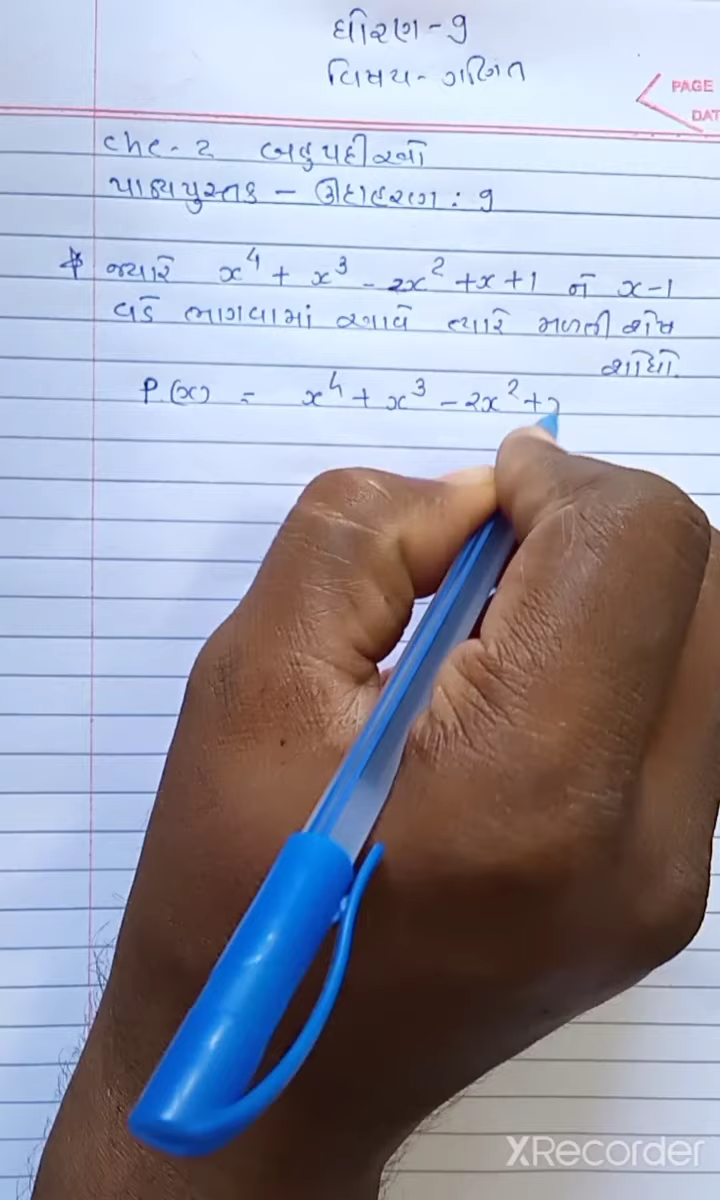 ધોરણ - 9
વિષય - ગણિત
PAGE
DAT
che - 2 બહુપદીઓ
પાઠ્યપુસ્તક - ઉદાહરણ : 9
* જ્યારે x⁴ + x³ - 2x² + x + 1 ને x - 1
વડે ભાગવામાં આવે ત્યારે મળતી શેષ
શોધો.
P(x) = x⁴ + x³ - 2x² +
XRecorder